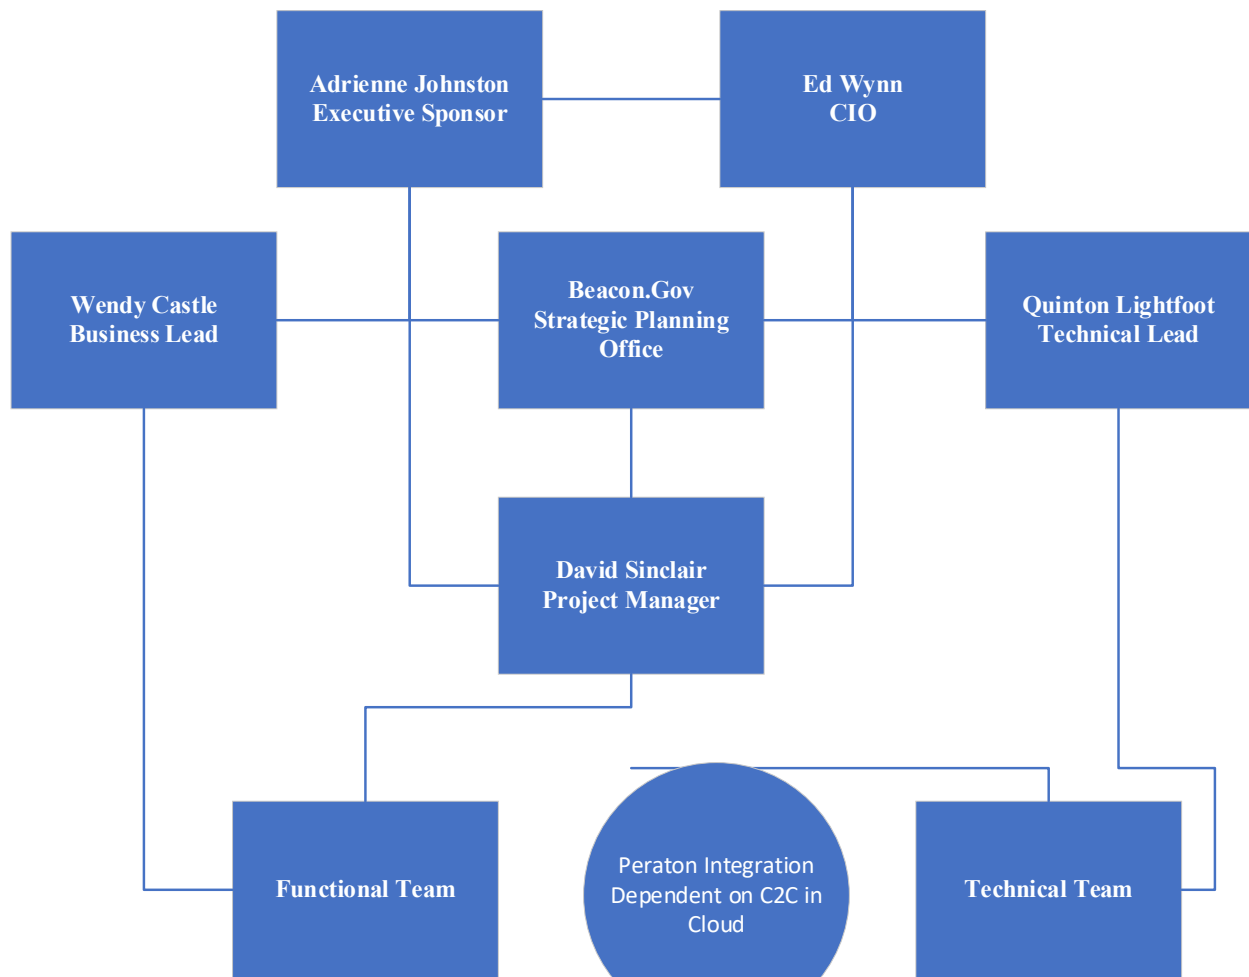 Adrienne Johnston
Executive Sponsor
Ed Wynn
CIO
Wendy Castle
Business Lead
Beacon.Gov
Strategic Planning
Office
Quinton Lightfoot
Technical Lead
David Sinclair
Project Manager
Functional Team
Peraton Integration
Dependent on C2C in
Cloud
Technical Team